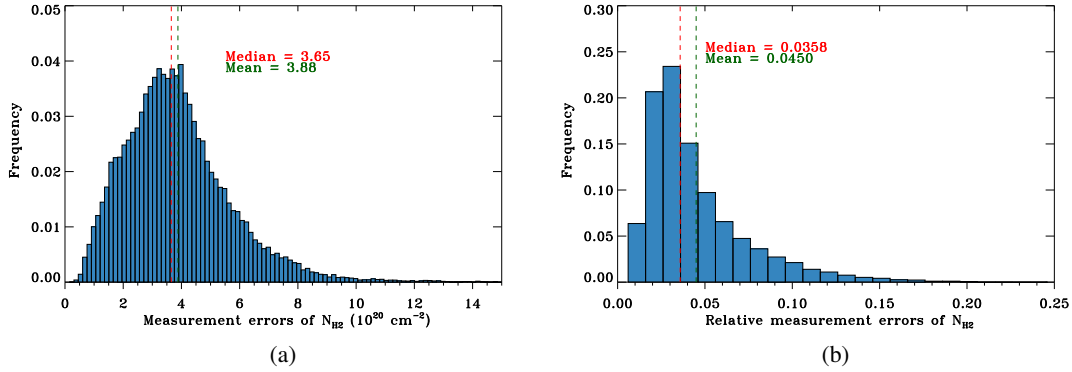 0.05
0.04
0.03
0.02
0.01
0.00
Frequency
Median = 3.65
Mean = 3.88
0 2 4 6 8 10 12 14
Measurement errors of N_H2 (10^20 cm^-2)
(a)
0.30
0.25
0.20
0.15
0.10
0.05
0.00
Frequency
Median = 0.0358
Mean = 0.0450
0.00 0.05 0.10 0.15 0.20 0.25
Relative measurement errors of N_H2
(b)